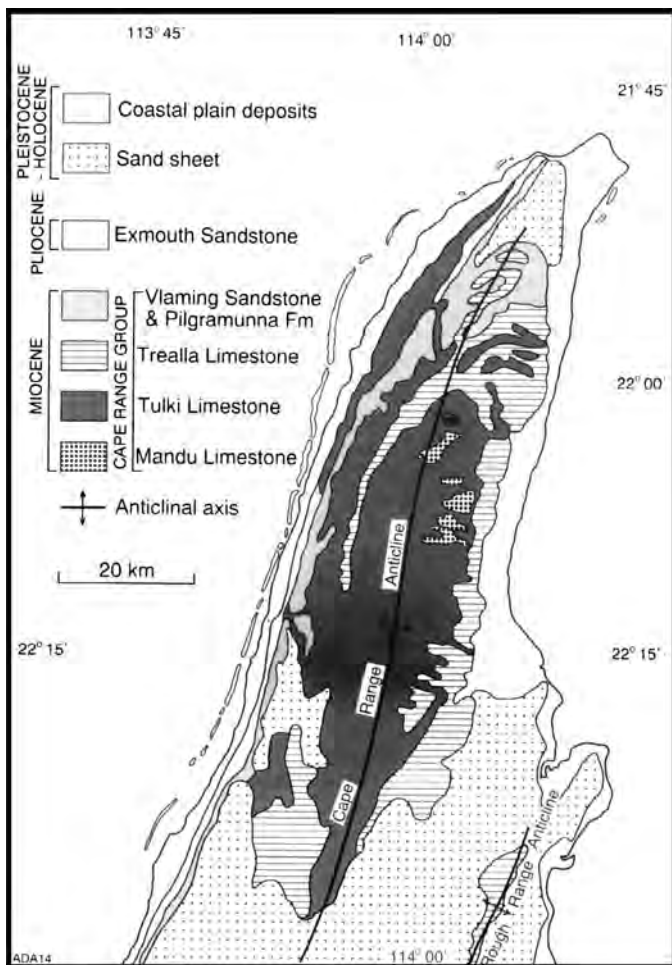 113° 45'
114° 00'
21° 45'
PLEISTOCENE
- HOLOCENE
Coastal plain deposits
Sand sheet
PLIOCENE
Exmouth Sandstone
MIOCENE
CAPE RANGE GROUP
Vlaming Sandstone
& Pilgramunna Fm
Trealla Limestone
Tulki Limestone
Mandu Limestone
Anticlinal axis
20 km
22° 00'
22° 15'
22° 15'
Cape Range Anticline
Rough Range Anticline
114° 00'
ADA14